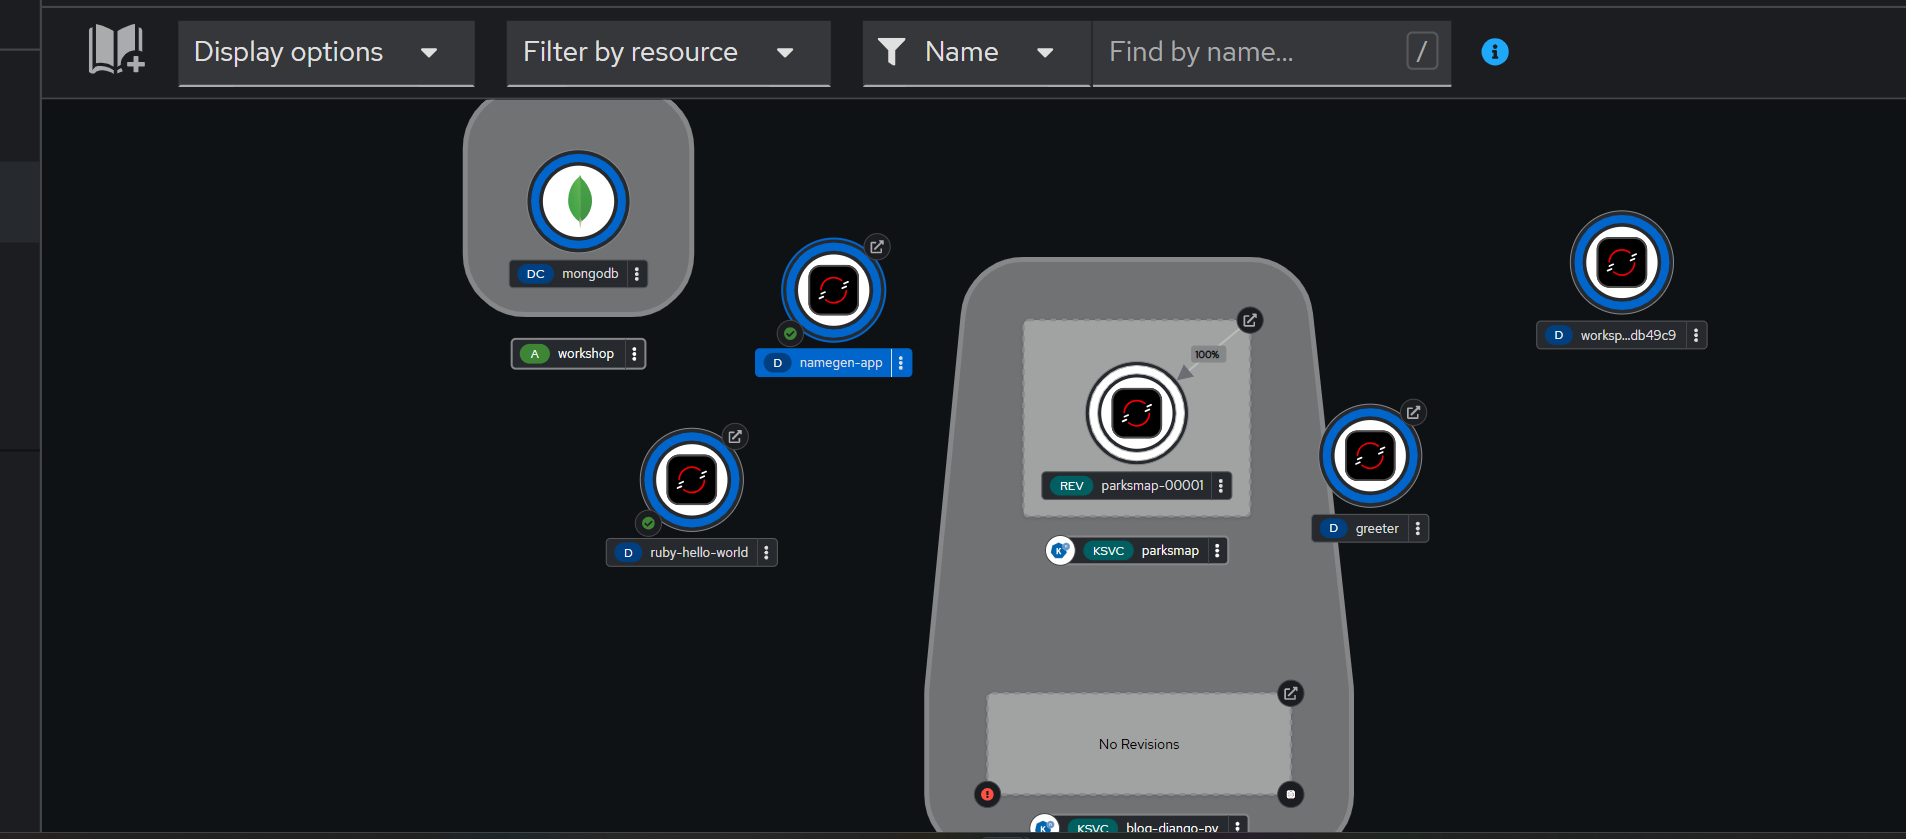 Display options
Filter by resource
Name
Find by name...
/
DC mongodb
A workshop
D namegen-app
D worksp...db49c9
100%
REV parksmap-00001
D ruby-hello-world
D greeter
KSVC parksmap
No Revisions
KSVC blog-django-py